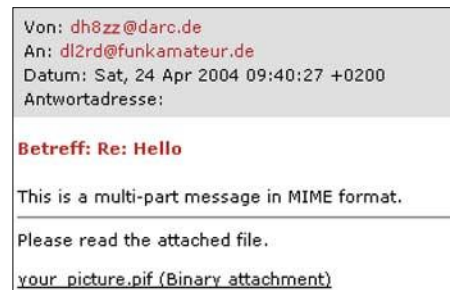 Von: dh8zz@darc.de
An: dl2rd@funkamateur.de
Datum: Sat, 24 Apr 2004 09:40:27 +0200
Antwortadresse:
Betreff: Re: Hello
This is a multi-part message in MIME format.
Please read the attached file.
your_picture.pif (Binary attachment)